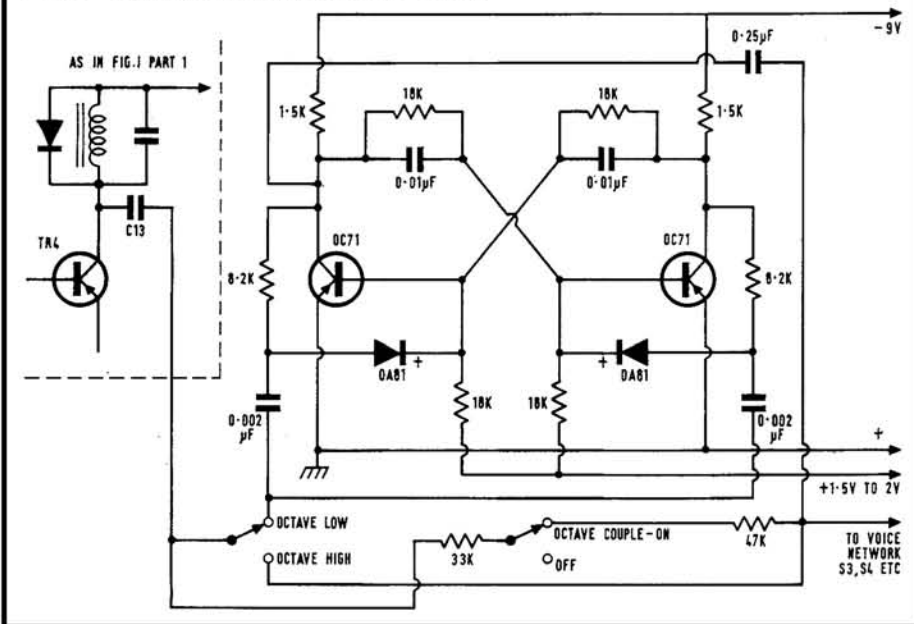 -9V
0·25µF
AS IN FIG.1 PART 1
18K
18K
1·5K
1·5K
0·01µF
0·01µF
C13
TR4
OC71
OC71
8·2K
8·2K
+
+
OA81
OA81
18K
18K
0·002
µF
0·002
µF
+
+1·5V TO 2V
OCTAVE LOW
OCTAVE COUPLE-ON
47K
TO VOICE
NETWORK
S3,S4 ETC
OCTAVE HIGH
33K
OFF